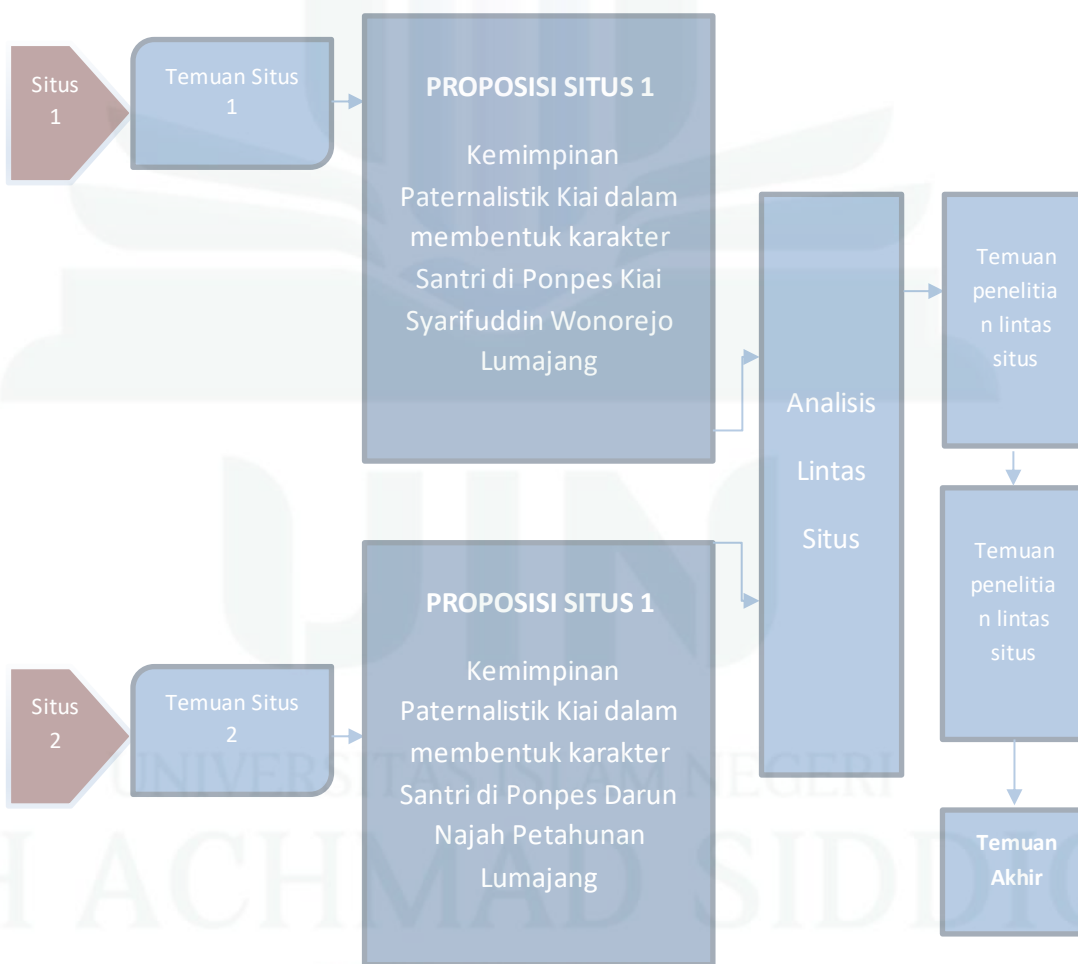 Situs
1
Temuan Situs
1
PROPOSISI SITUS 1
Kemimpinan
Paternalistik Kiai dalam
membentuk karakter
Santri di Ponpes Kiai
Syarifuddin Wonorejo
Lumajang
Analisis
Lintas
Situs
Temuan
penelitia
n lintas
situs
Temuan
penelitia
n lintas
situs
Situs
2
Temuan Situs
2
PROPOSISI SITUS 1
Kemimpinan
Paternalistik Kiai dalam
membentuk karakter
Santri di Ponpes Darun
Najah Petahunan
Lumajang
Temuan
Akhir
UIN
UNIVERSITAS ISLAM NEGERI
H ACHMAD SIDDIQ